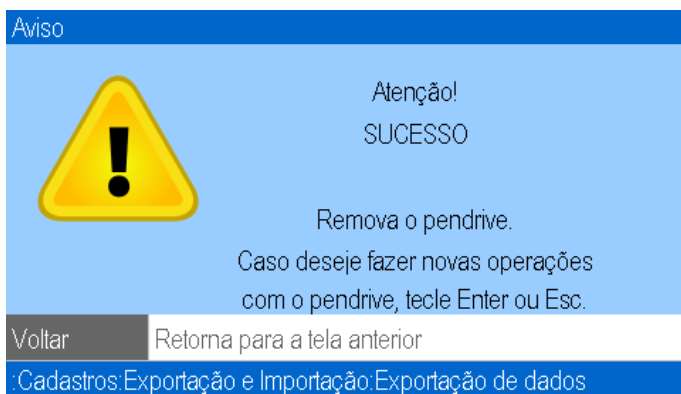 Aviso
Atenção!
SUCESSO
Remova o pendrive.
Caso deseje fazer novas operações
com o pendrive, tecle Enter ou Esc.
Voltar Retorna para a tela anterior
:Cadastros:Exportação e Importação:Exportação de dados